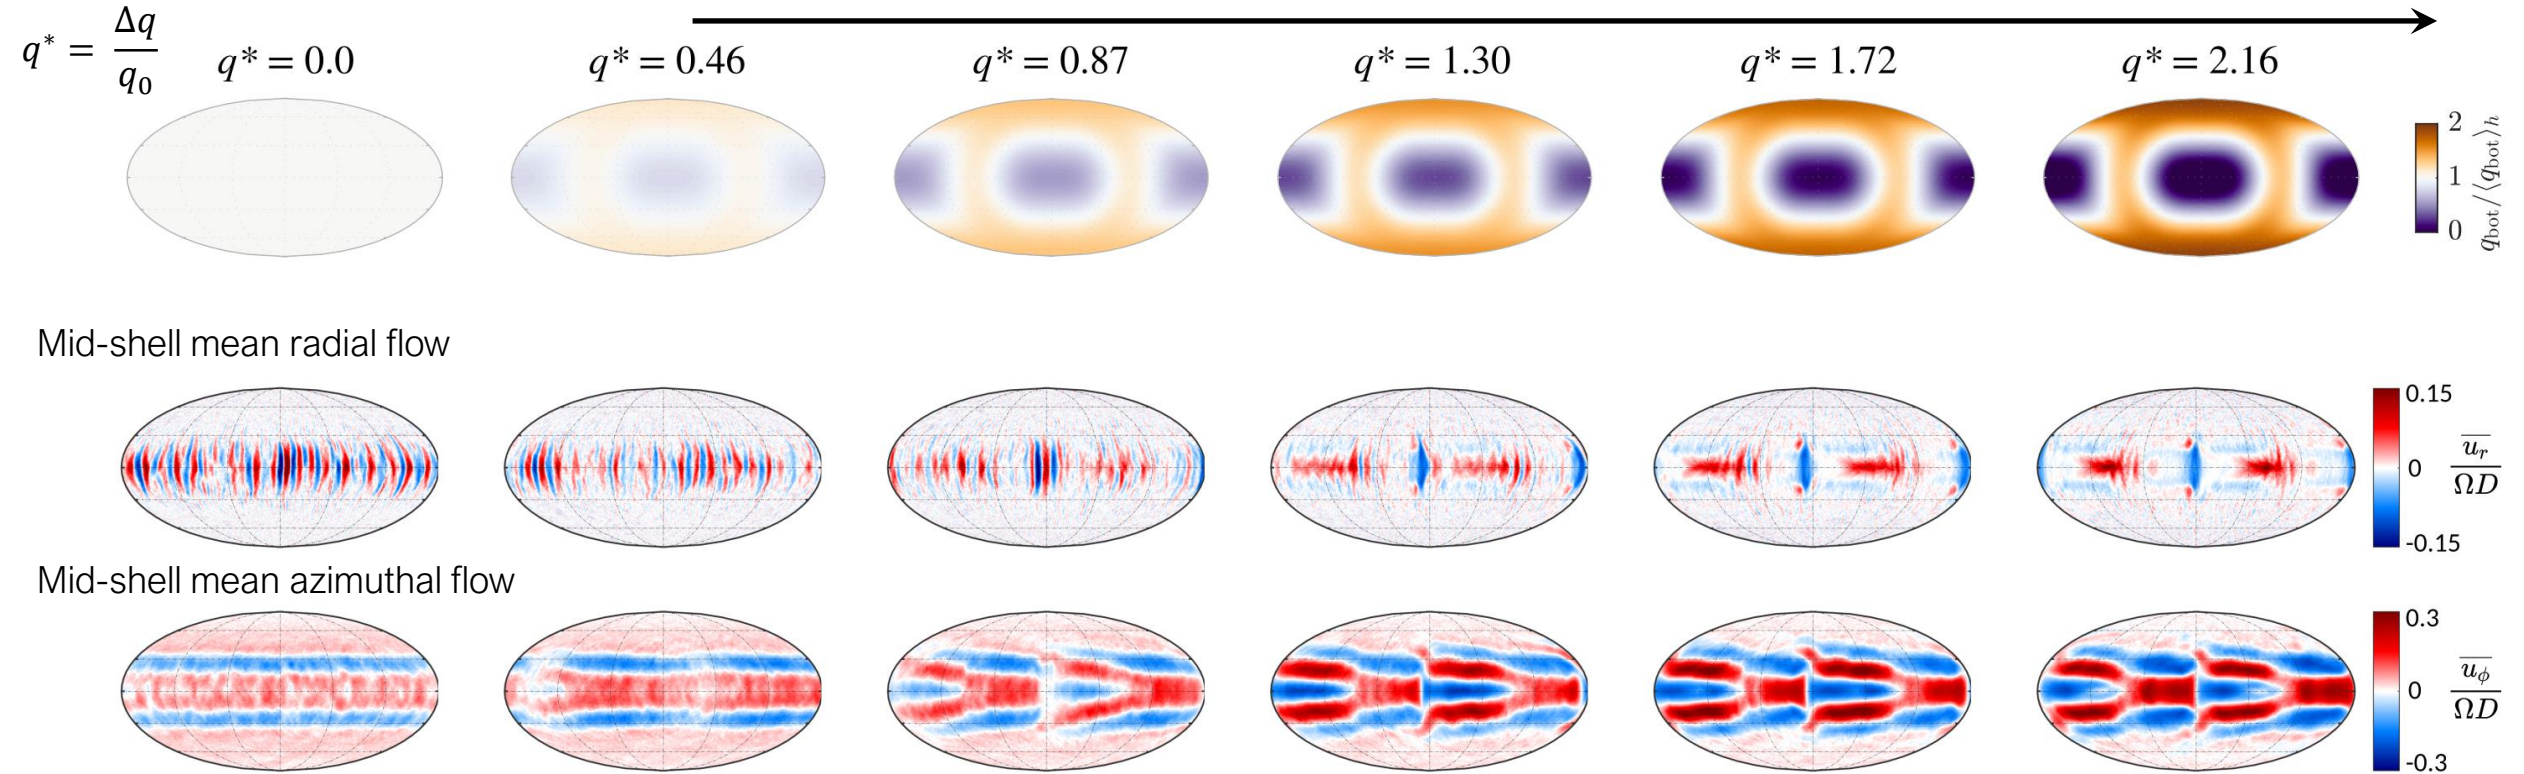 q* = Δq / q₀
q* = 0.0 q* = 0.46 q* = 0.87 q* = 1.30 q* = 1.72 q* = 2.16
2
1
0
q_bot/⟨q_bot⟩_h
Mid-shell mean radial flow
0.15
0
-0.15
u̅_r̅ / ΩD
Mid-shell mean azimuthal flow
0.3
0
-0.3
u̅_ϕ̅ / ΩD